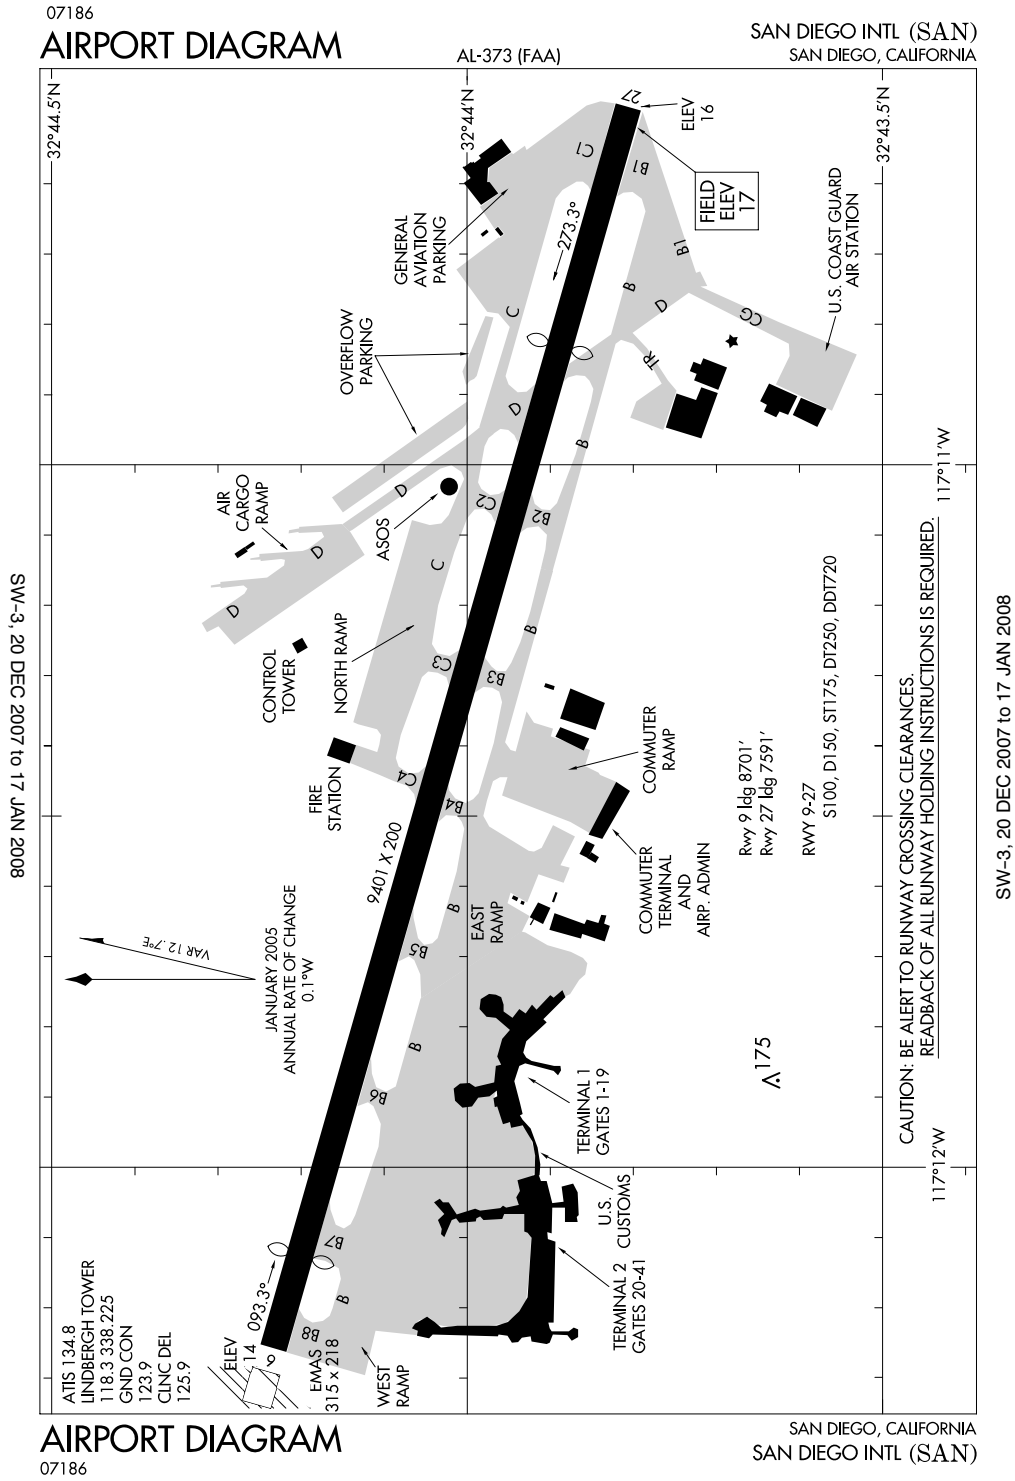 07186
AIRPORT DIAGRAM
AL-373 (FAA)
SAN DIEGO INTL (SAN)
SAN DIEGO, CALIFORNIA
32°44.5'N
32°44'N
32°43.5'N
27
ELEV
16
C1
B1
FIELD
ELEV
17
GENERAL
AVIATION
PARKING
273.3°
B1
U.S. COAST GUARD
AIR STATION
C
B
D
CG
OVERFLOW
PARKING
TR
D
B
117°11'W
AIR
CARGO
RAMP
D
ASOS
C2
B2
D
C
D
B
CONTROL
TOWER
NORTH RAMP
C3
B3
FIRE
STATION
C4
B4
COMMUTER
RAMP
9401 X 200
B
EAST
RAMP
COMMUTER
TERMINAL
AND
AIRP. ADMIN
Rwy 9 ldg 8701'
Rwy 27 ldg 7591'
RWY 9-27
S100, D150, ST175, DT250, DDT720
CAUTION: BE ALERT TO RUNWAY CROSSING CLEARANCES.
READBACK OF ALL RUNWAY HOLDING INSTRUCTIONS IS REQUIRED.
VAR 12.7°E
JANUARY 2005
ANNUAL RATE OF CHANGE
0.1°W
B5
B
B6
TERMINAL 1
GATES 1-19
175
117°12'W
U.S.
CUSTOMS
B7
TERMINAL 2
GATES 20-41
093.3°
B
B8
ELEV
14
9
EMAS
315 x 218
WEST
RAMP
ATIS 134.8
LINDBERGH TOWER
118.3 338.225
GND CON
123.9
CLNC DEL
125.9
SW-3, 20 DEC 2007 to 17 JAN 2008
SW-3, 20 DEC 2007 to 17 JAN 2008
AIRPORT DIAGRAM
07186
SAN DIEGO, CALIFORNIA
SAN DIEGO INTL (SAN)